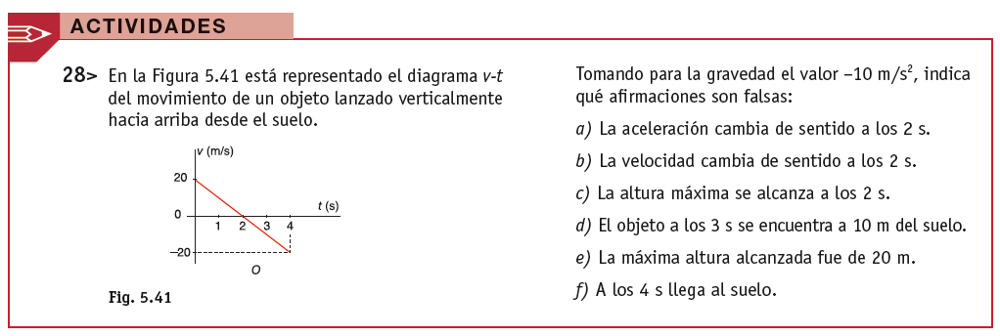 ACTIVIDADES
28> En la Figura 5.41 está representado el diagrama v-t
del movimiento de un objeto lanzado verticalmente
hacia arriba desde el suelo.
v (m/s)
20
0
t (s)
1 2 3 4
–20
O
Fig. 5.41
Tomando para la gravedad el valor –10 m/s², indica
qué afirmaciones son falsas:
a) La aceleración cambia de sentido a los 2 s.
b) La velocidad cambia de sentido a los 2 s.
c) La altura máxima se alcanza a los 2 s.
d) El objeto a los 3 s se encuentra a 10 m del suelo.
e) La máxima altura alcanzada fue de 20 m.
f) A los 4 s llega al suelo.